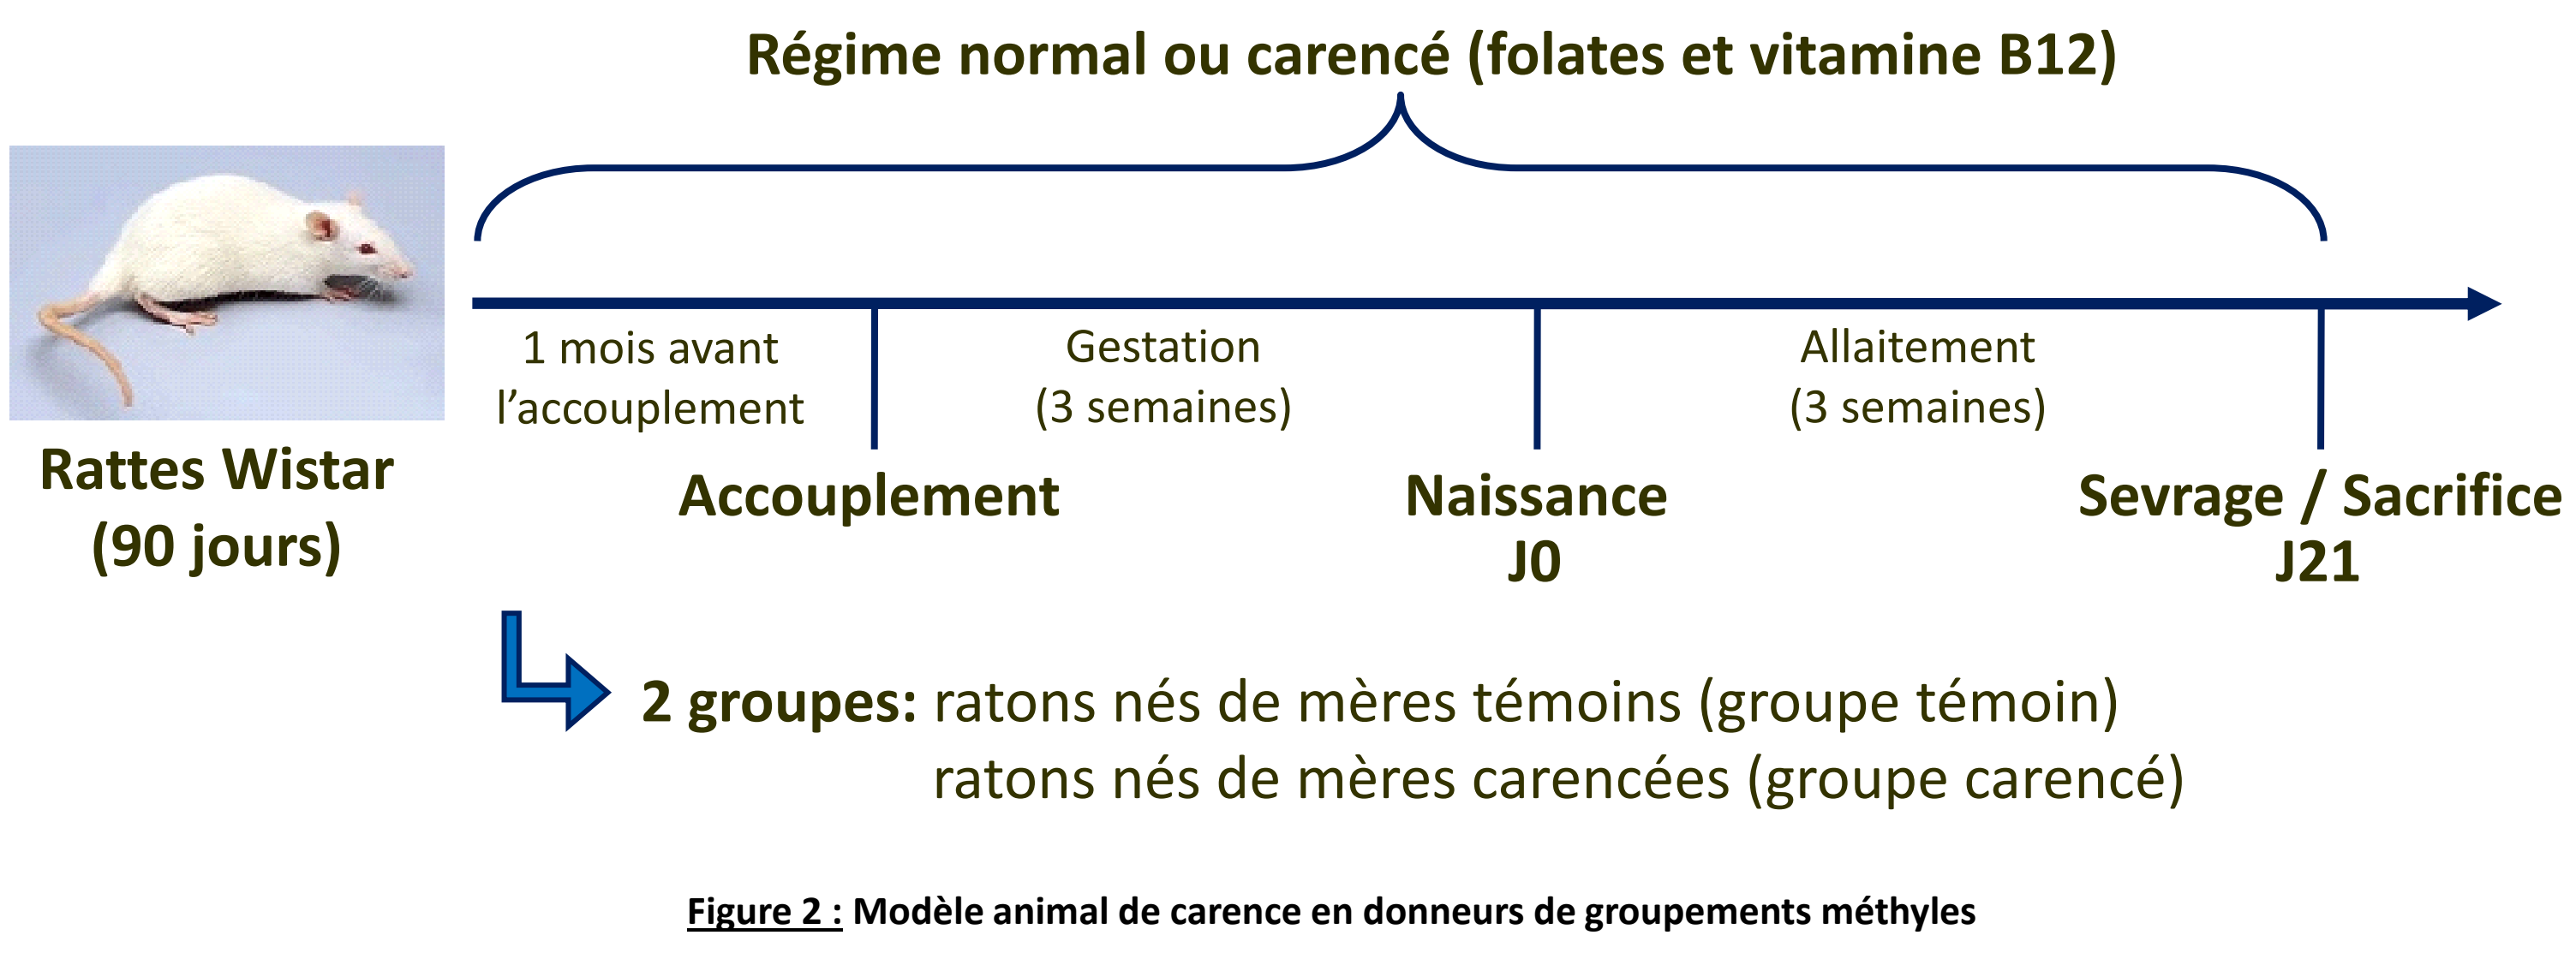 Régime normal ou carencé (folates et vitamine B12)
1 mois avant
l’accouplement
Gestation
(3 semaines)
Allaitement
(3 semaines)
Rattes Wistar
(90 jours)
Accouplement
Naissance
J0
Sevrage / Sacrifice
J21
2 groupes: ratons nés de mères témoins (groupe témoin)
ratons nés de mères carencées (groupe carencé)
Figure 2 : Modèle animal de carence en donneurs de groupements méthyles